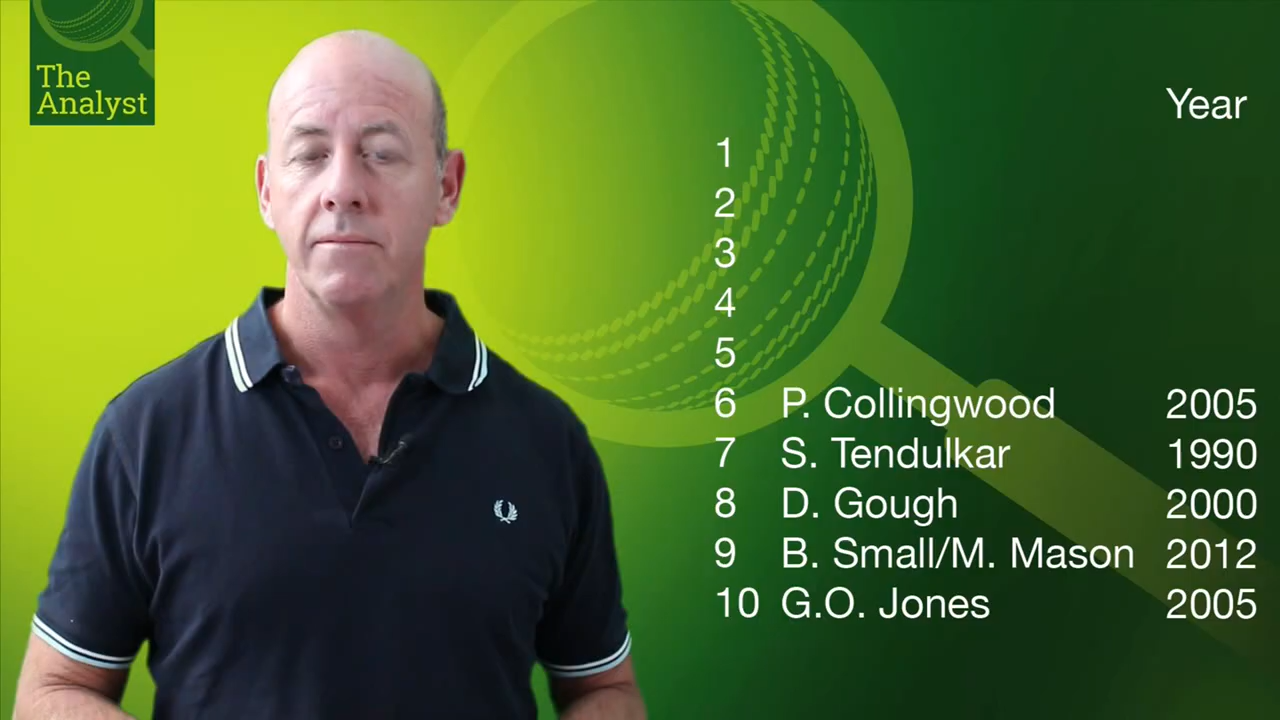 The
Analyst
Year
1
2
3
4
5
6 P. Collingwood 2005
7 S. Tendulkar 1990
8 D. Gough 2000
9 B. Small/M. Mason 2012
10 G.O. Jones 2005